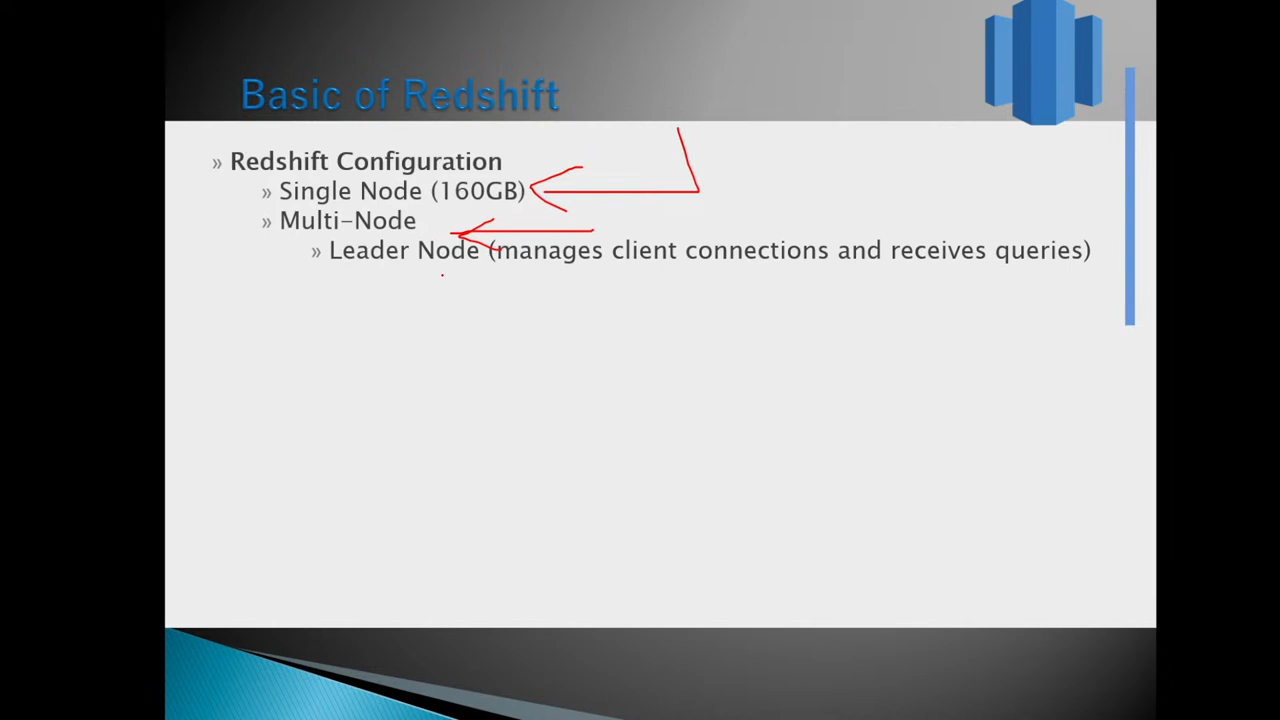 Basic of Redshift
» Redshift Configuration
» Single Node (160GB)
» Multi-Node
» Leader Node (manages client connections and receives queries)